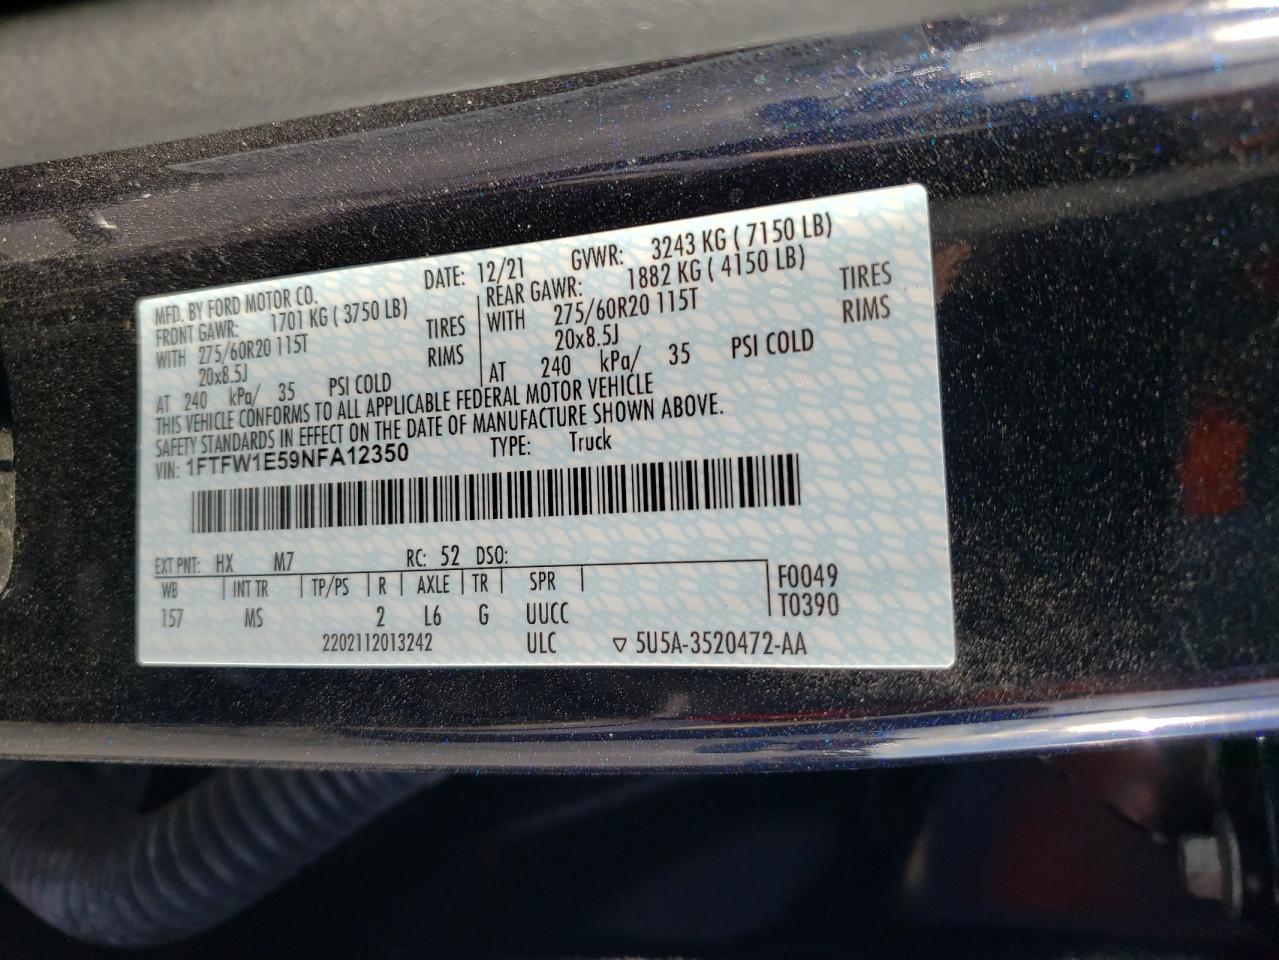 MFD. BY FORD MOTOR CO. DATE: 12/21 GVWR: 3243 KG ( 7150 LB)
FRONT GAWR: 1701 KG ( 3750 LB) REAR GAWR: 1882 KG ( 4150 LB)
WITH 275/60R20 115T TIRES WITH 275/60R20 115T TIRES
20x8.5J RIMS 20x8.5J RIMS
AT 240 kPa/ 35 PSI COLD AT 240 kPa/ 35 PSI COLD
THIS VEHICLE CONFORMS TO ALL APPLICABLE FEDERAL MOTOR VEHICLE
SAFETY STANDARDS IN EFFECT ON THE DATE OF MANUFACTURE SHOWN ABOVE.
VIN: 1FTFW1E59NFA12350 TYPE: Truck
EXT PNT: HX M7 RC: 52 DSO:
WB INT TR TP/PS R AXLE TR SPR F0049
157 MS 2 L6 G UUCC T0390
2202112013242 ULC ▽ 5U5A-3520472-AA